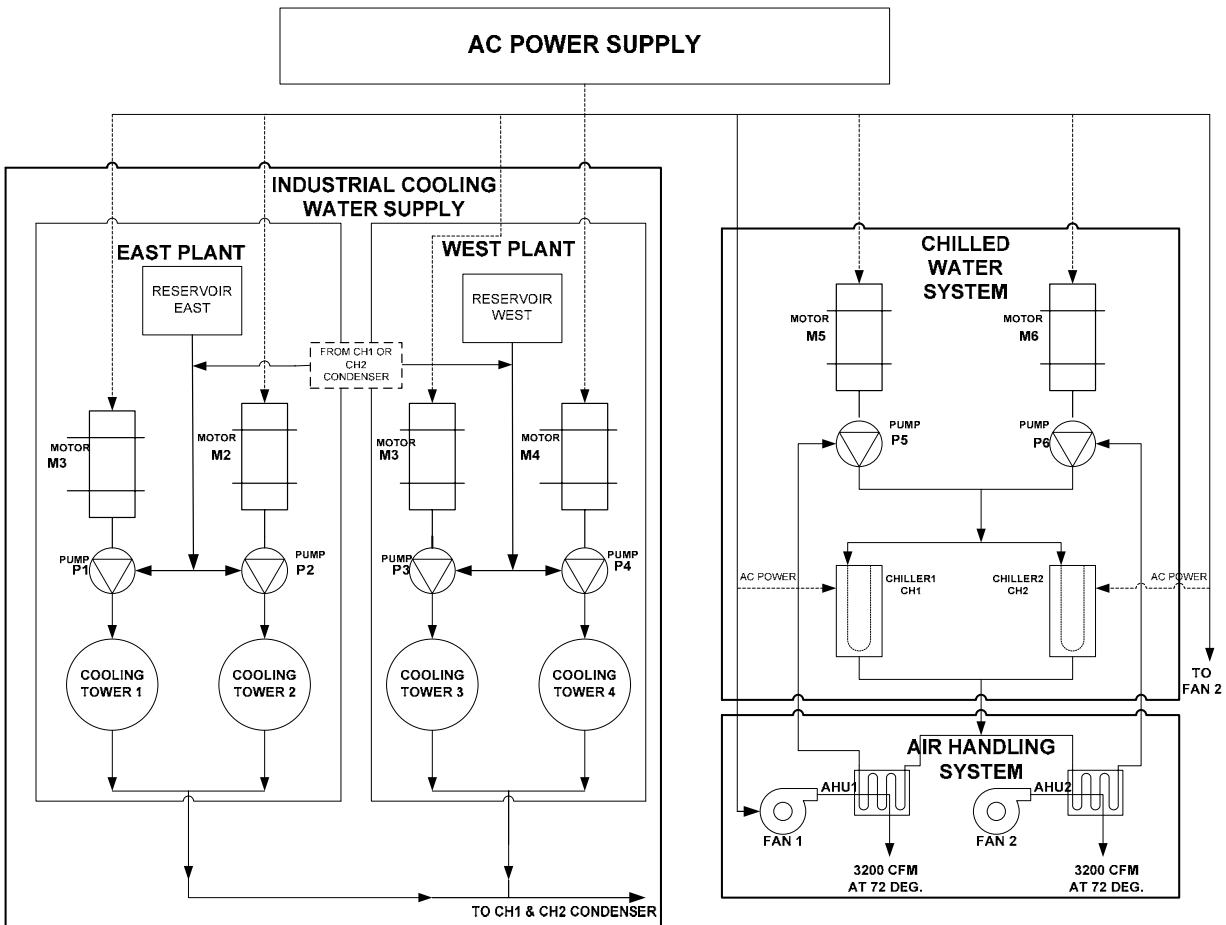 AC POWER SUPPLY
INDUSTRIAL COOLING
WATER SUPPLY
EAST PLANT
RESERVOIR
EAST
WEST PLANT
RESERVOIR
WEST
FROM CH1 OR
CH2
CONDENSER
MOTOR
M3
MOTOR
M2
MOTOR
M3
MOTOR
M4
PUMP
P1
PUMP
P2
PUMP
P3
PUMP
P4
COOLING
TOWER 1
COOLING
TOWER 2
COOLING
TOWER 3
COOLING
TOWER 4
TO CH1 & CH2 CONDENSER
CHILLED
WATER
SYSTEM
MOTOR
M5
MOTOR
M6
PUMP
P5
PUMP
P6
AC POWER
CHILLER1
CH1
CHILLER2
CH2
AC POWER
TO
FAN 2
AIR HANDLING
SYSTEM
AHU1
FAN 1
AHU2
FAN 2
3200 CFM
AT 72 DEG.
3200 CFM
AT 72 DEG.